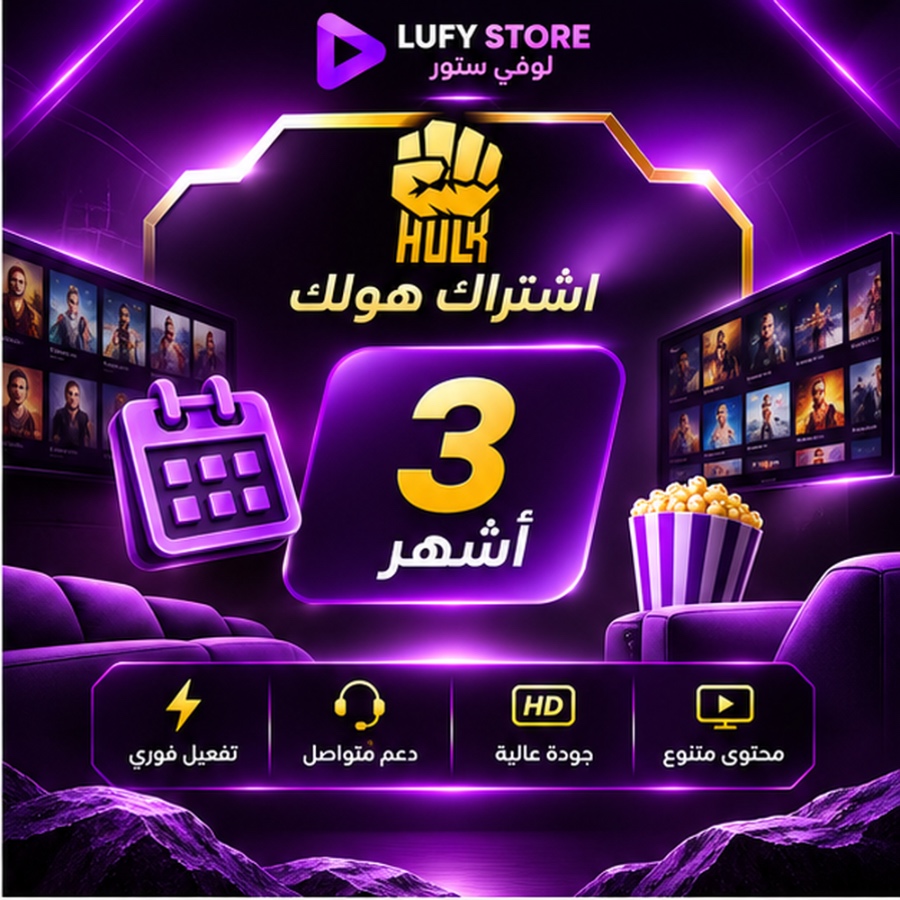 LUFY STORE
لوفي ستور
HULK
اشتراك هولك
3
أشهر
محتوى متنوع
جودة عالية
HD
دعم متواصل
تفعيل فوري